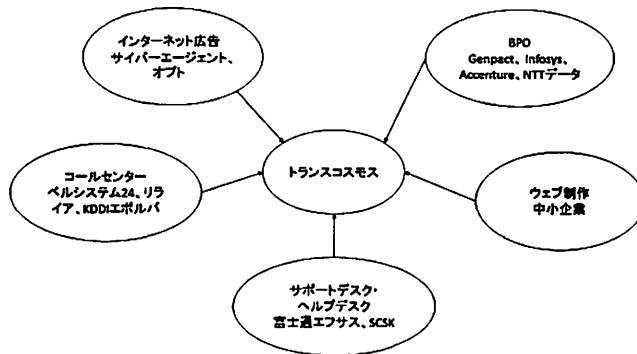 インターネット広告
サイバーエージェント、
オプト
BPO
Genpact、Infosys、
Accenture、NTTデータ
トランスコスモス
コールセンター
ベルシステム24、リラ
イア、KDDIエボルバ
ウェブ制作
中小企業
サポートデスク・
ヘルプデスク
富士通エフサス、SCSK